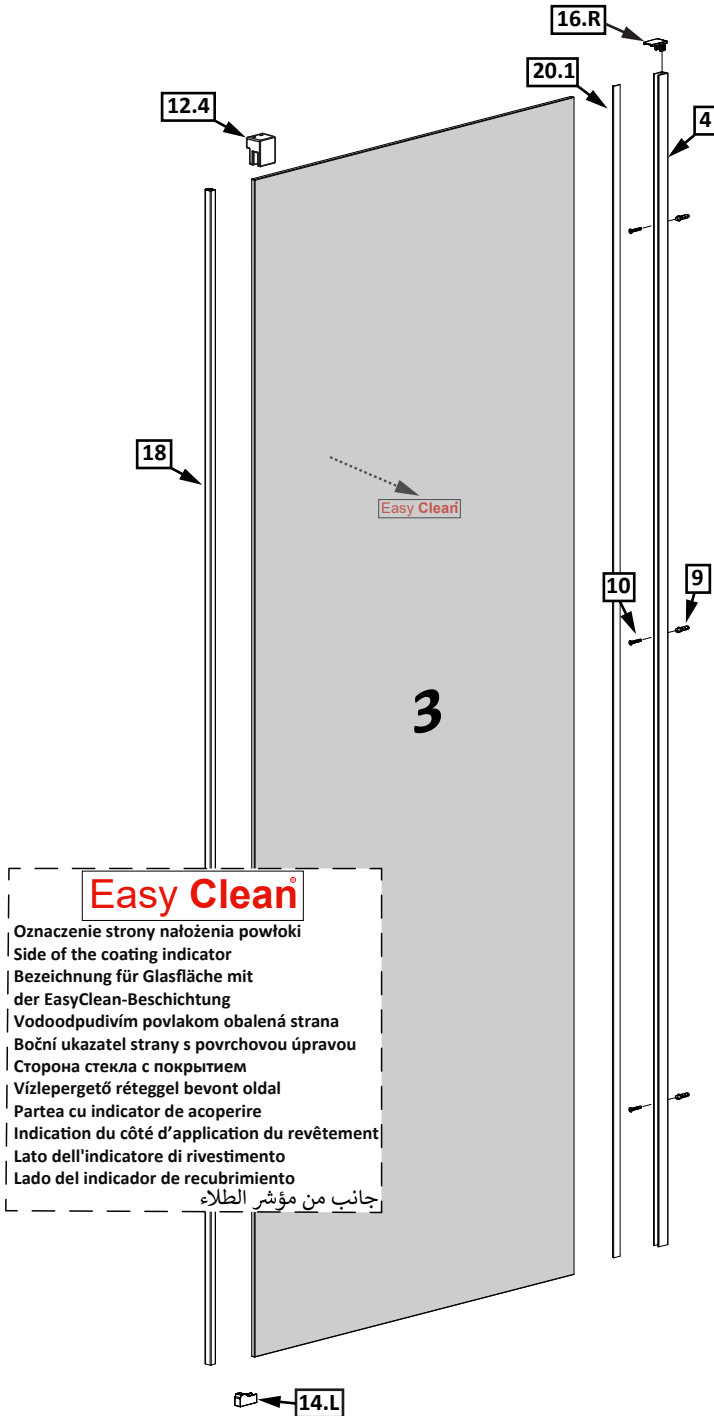 16.R
20.1
12.4
4
18
Easy Clean
10
9
3
Easy Clean®
Oznaczenie strony nałożenia powłoki
Side of the coating indicator
Bezeichnung für Glasfläche mit
der EasyClean-Beschichtung
Vodoodpudivím povlakom obalená strana
Boční ukazatel strany s povrchovou úpravou
Сторона стекла с покрытием
Vízlepergető réteggel bevont oldal
Partea cu indicator de acoperire
Indication du côté d’application du revêtement
Lato dell'indicatore di rivestimento
Lado del indicador de recubrimiento
جانب من مؤشر الطلاء
14.L